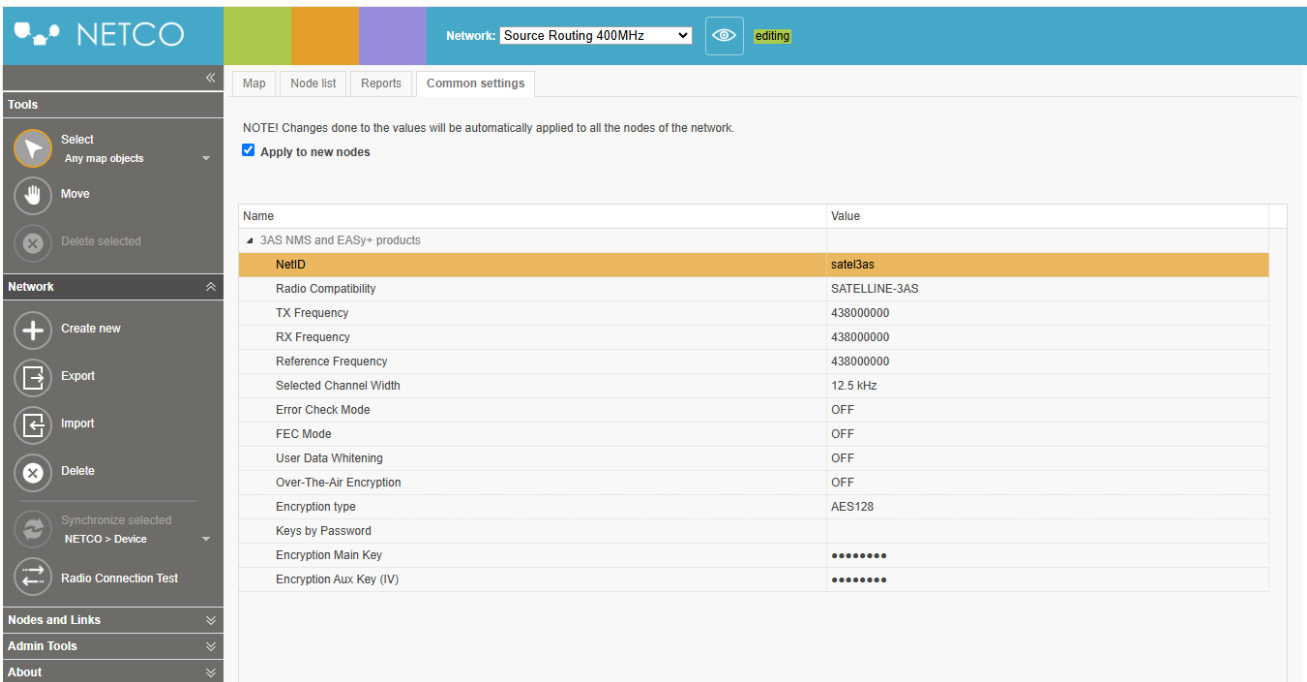 NETCO
Network: Source Routing 400MHz
editing
Tools
Select
Any map objects
Move
Delete selected
Network
Create new
Export
Import
Delete
Synchronize selected
NETCO > Device
Radio Connection Test
Nodes and Links
Admin Tools
About
Map Node list Reports Common settings
NOTE! Changes done to the values will be automatically applied to all the nodes of the network.
Apply to new nodes
Name Value
3AS NMS and EASy+ products
NetID satel3as
Radio Compatibility SATELLINE-3AS
TX Frequency 438000000
RX Frequency 438000000
Reference Frequency 438000000
Selected Channel Width 12.5 kHz
Error Check Mode OFF
FEC Mode OFF
User Data Whitening OFF
Over-The-Air Encryption OFF
Encryption type AES128
Keys by Password
Encryption Main Key ●●●●●●●●
Encryption Aux Key (IV) ●●●●●●●●